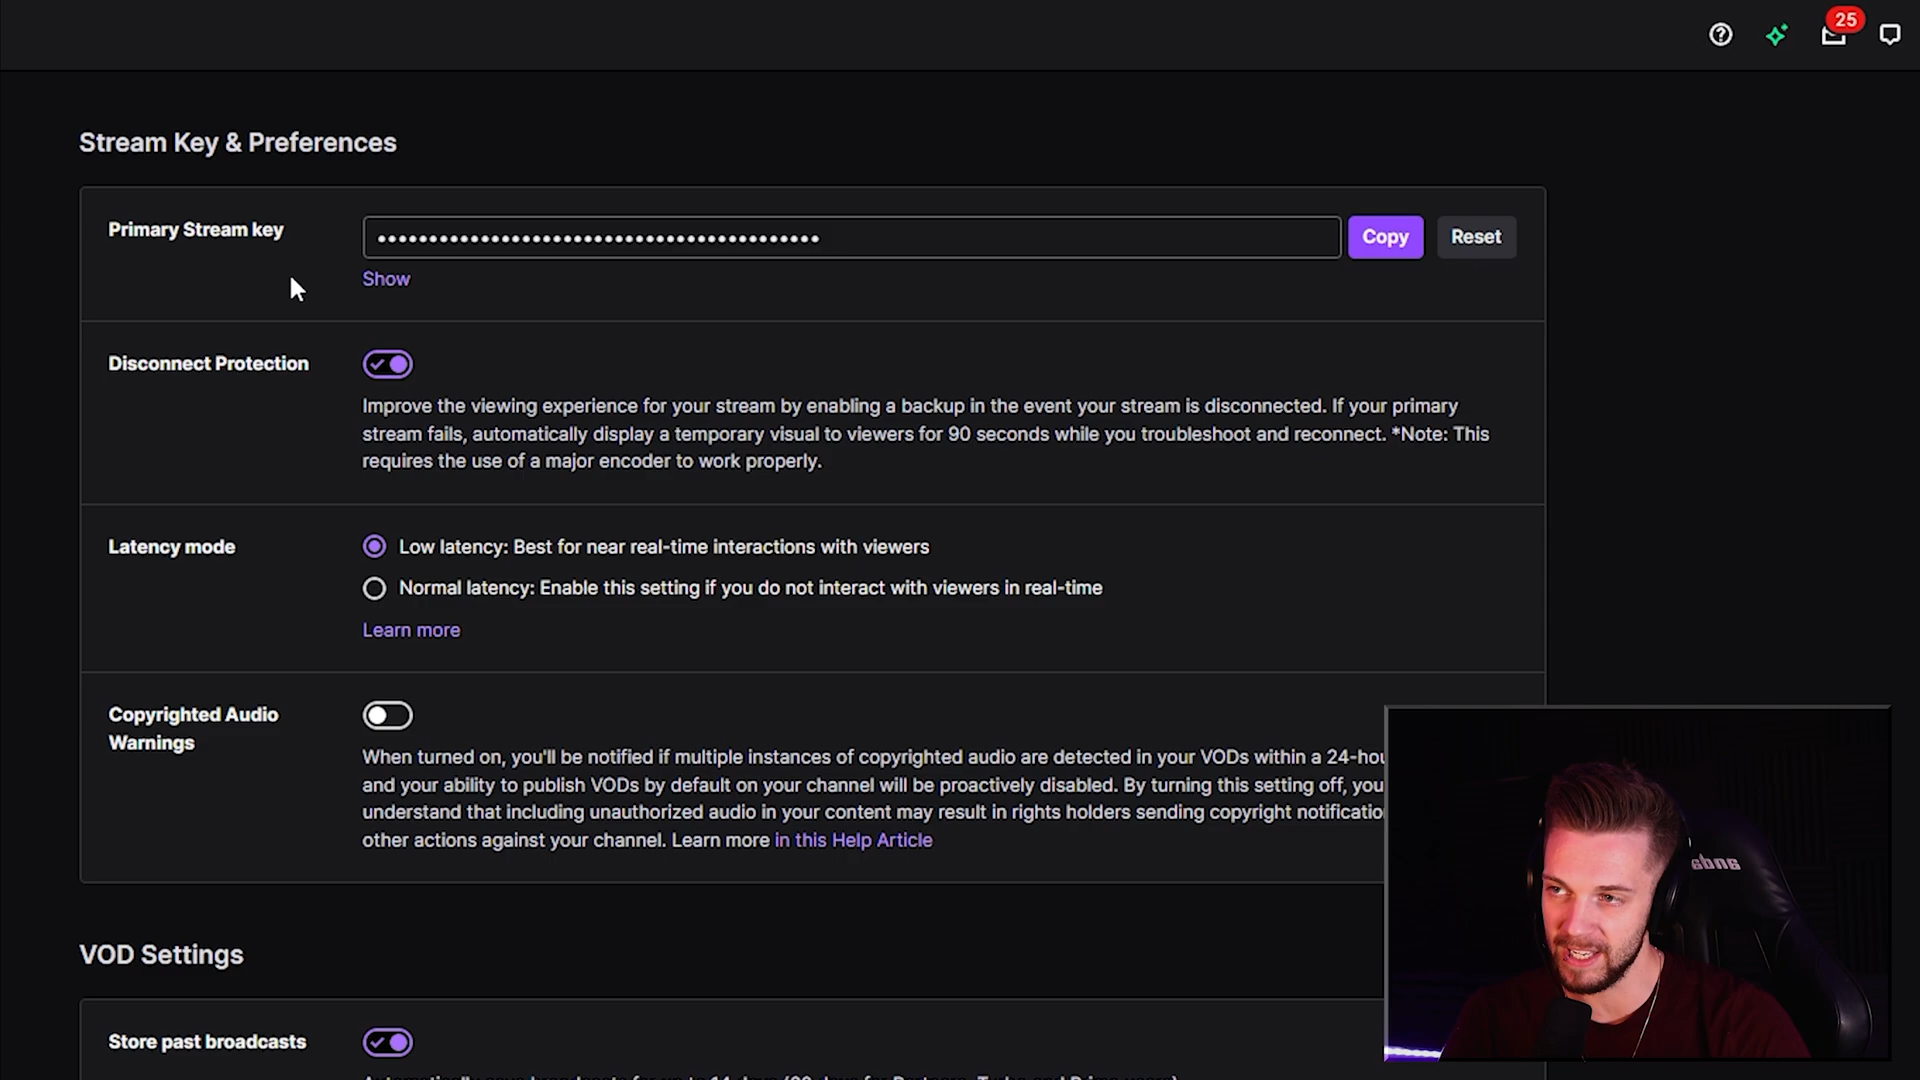 25
Stream Key & Preferences
Primary Stream key
Copy
Reset
Show
Disconnect Protection
Improve the viewing experience for your stream by enabling a backup in the event your stream is disconnected. If your primary
stream fails, automatically display a temporary visual to viewers for 90 seconds while you troubleshoot and reconnect. *Note: This
requires the use of a major encoder to work properly.
Latency mode
Low latency: Best for near real-time interactions with viewers
Normal latency: Enable this setting if you do not interact with viewers in real-time
Learn more
Copyrighted Audio
Warnings
When turned on, you'll be notified if multiple instances of copyrighted audio are detected in your VODs within a 24-hou
and your ability to publish VODs by default on your channel will be proactively disabled. By turning this setting off, you
understand that including unauthorized audio in your content may result in rights holders sending copyright notificatio
other actions against your channel. Learn more in this Help Article
VOD Settings
Store past broadcasts